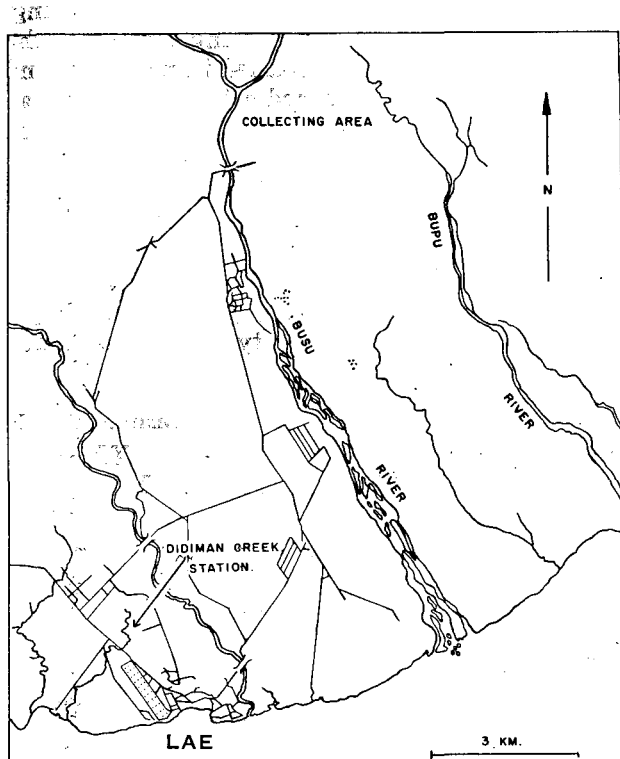 COLLECTING AREA
N
BUPU
RIVER
BUSU
RIVER
DIDIMAN CREEK
STATION.
LAE
3 KM.